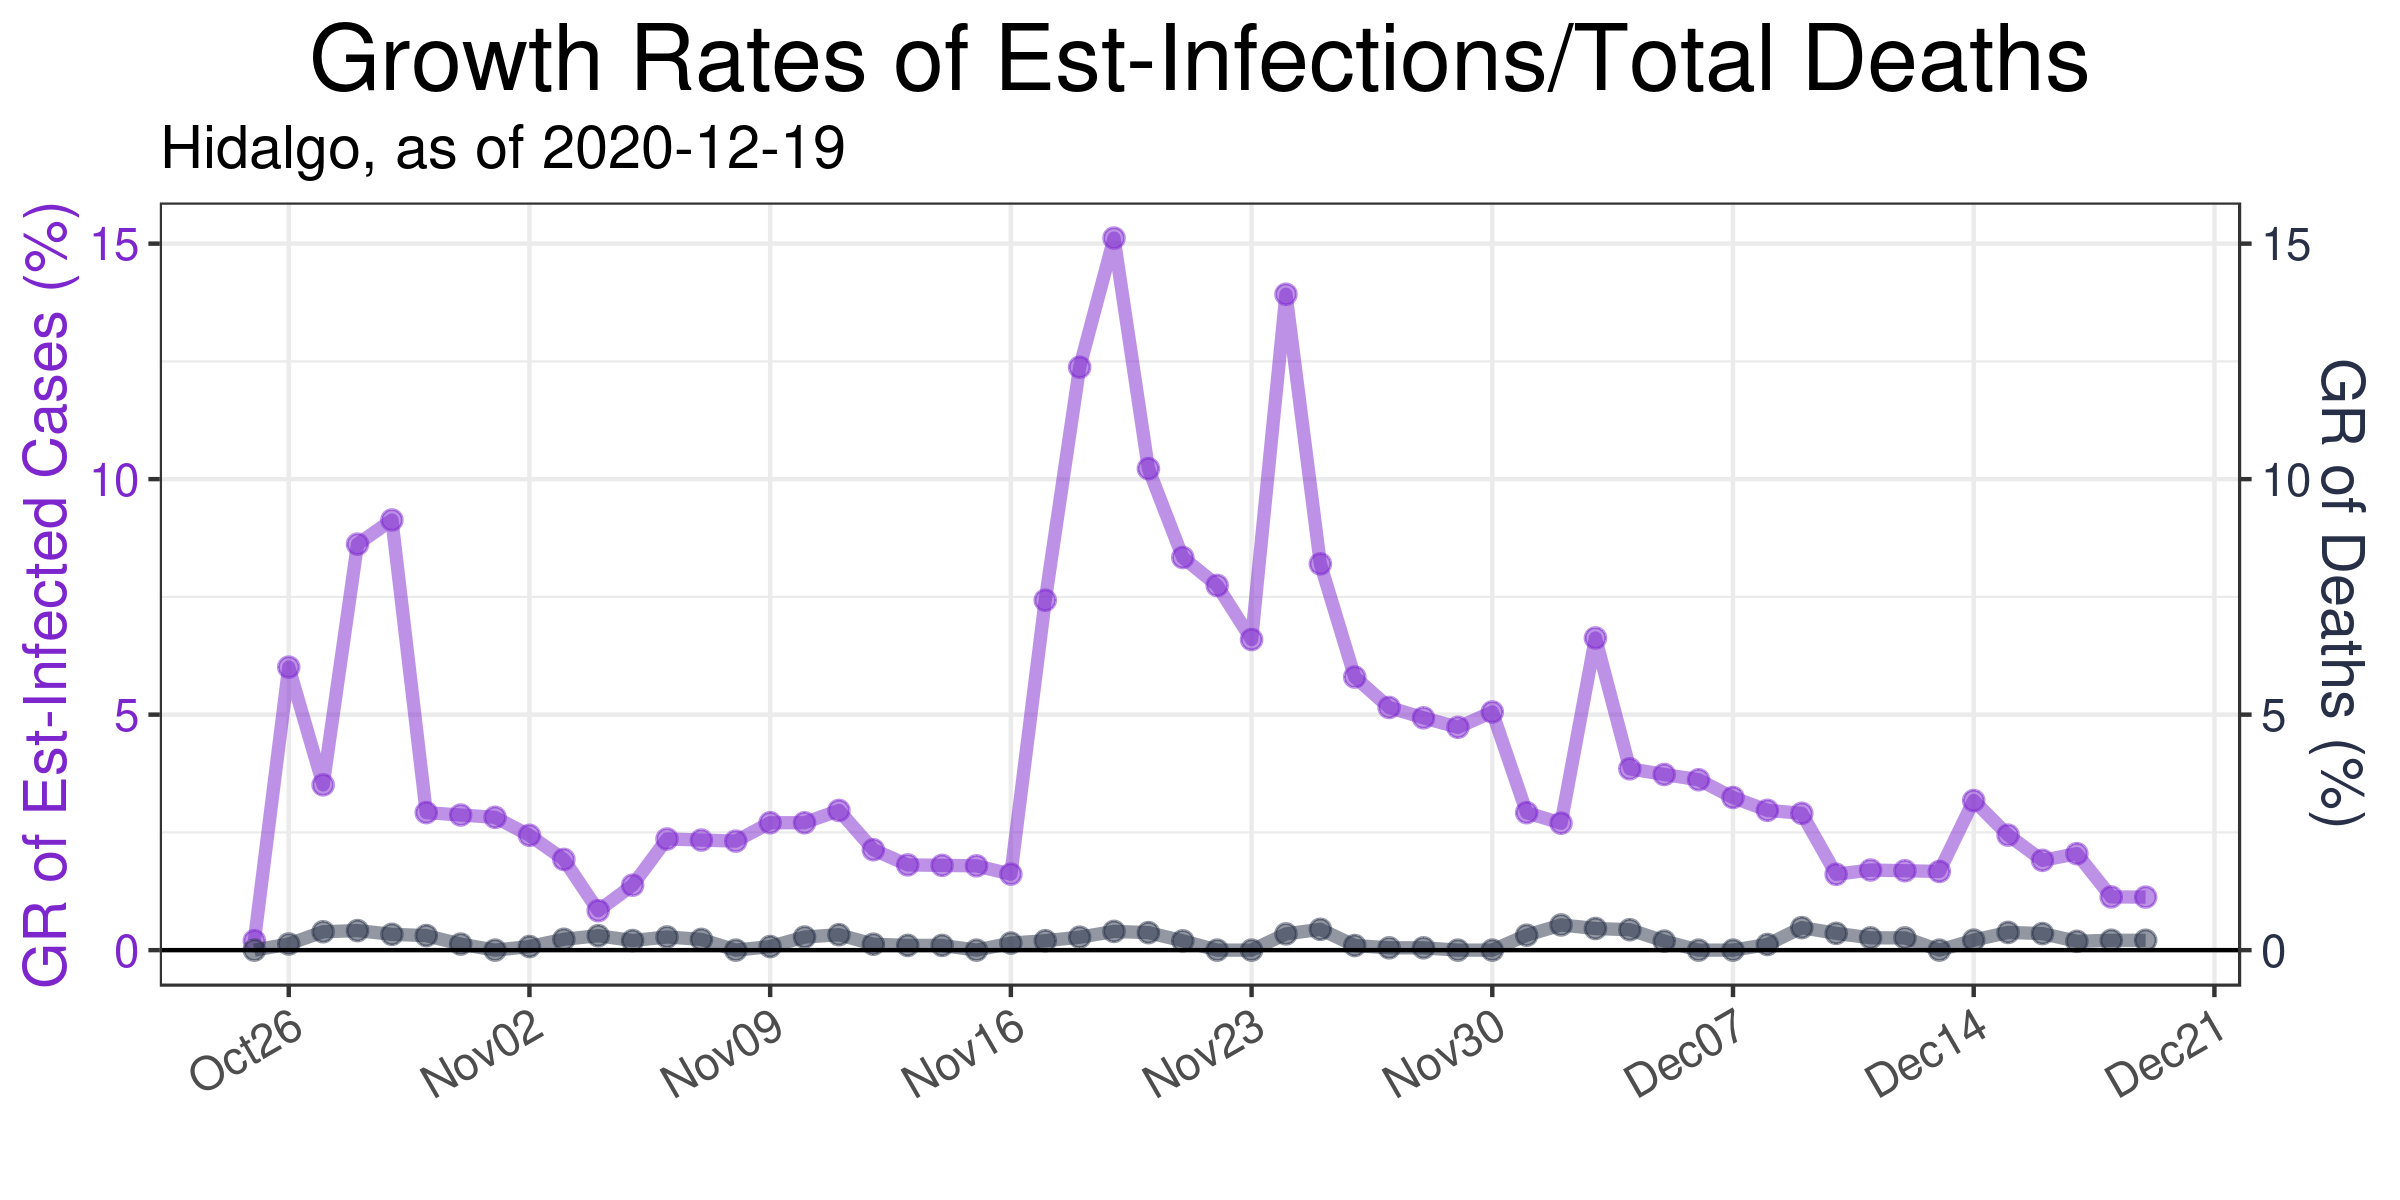 Growth Rates of Est-Infections/Total Deaths
Hidalgo, as of 2020-12-19
GR of Est-Infected Cases (%)
15
10
5
0
15
10
5
0
GR of Deaths (%)
Oct26
Nov02
Nov09
Nov16
Nov23
Nov30
Dec07
Dec14
Dec21